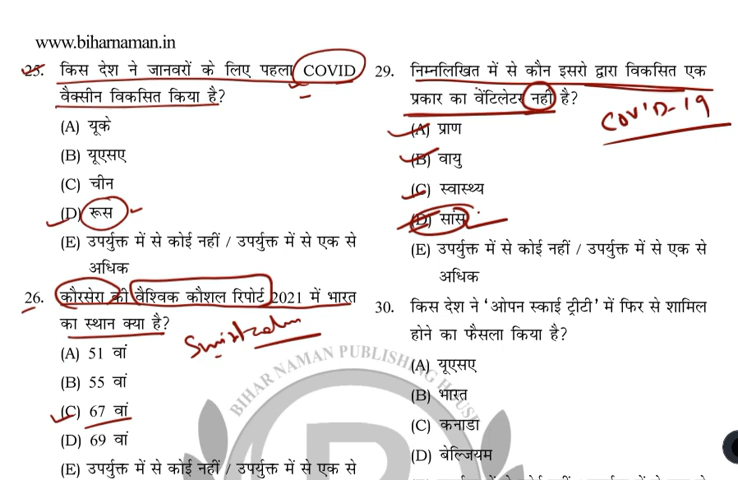 www.biharnaman.in
25. किस देश ने जानवरों के लिए पहला COVID
वैक्सीन विकसित किया है?
(A) यूके
(B) यूएसए
(C) चीन
(D) रूस
(E) उपर्युक्त में से कोई नहीं / उपर्युक्त में से एक से
अधिक
26. कौरसेरा की वैश्विक कौशल रिपोर्ट 2021 में भारत
का स्थान क्या है?
(A) 51 वां
(B) 55 वां
(C) 67 वां
(D) 69 वां
(E) उपर्युक्त में से कोई नहीं / उपर्युक्त में से एक से
29. निम्नलिखित में से कौन इसरो द्वारा विकसित एक
प्रकार का वेंटिलेटर नहीं है?
COVID-19
(A) प्राण
(B) वायु
(C) स्वास्थ्य
(D) सांस
(E) उपर्युक्त में से कोई नहीं / उपर्युक्त में से एक से
अधिक
30. किस देश ने ‘ओपन स्काई ट्रीटी’ में फिर से शामिल
होने का फैसला किया है?
(A) यूएसए
(B) भारत
(C) कनाडा
(D) बेल्जियम
BIHAR NAMAN PUBLISHING HOUSE